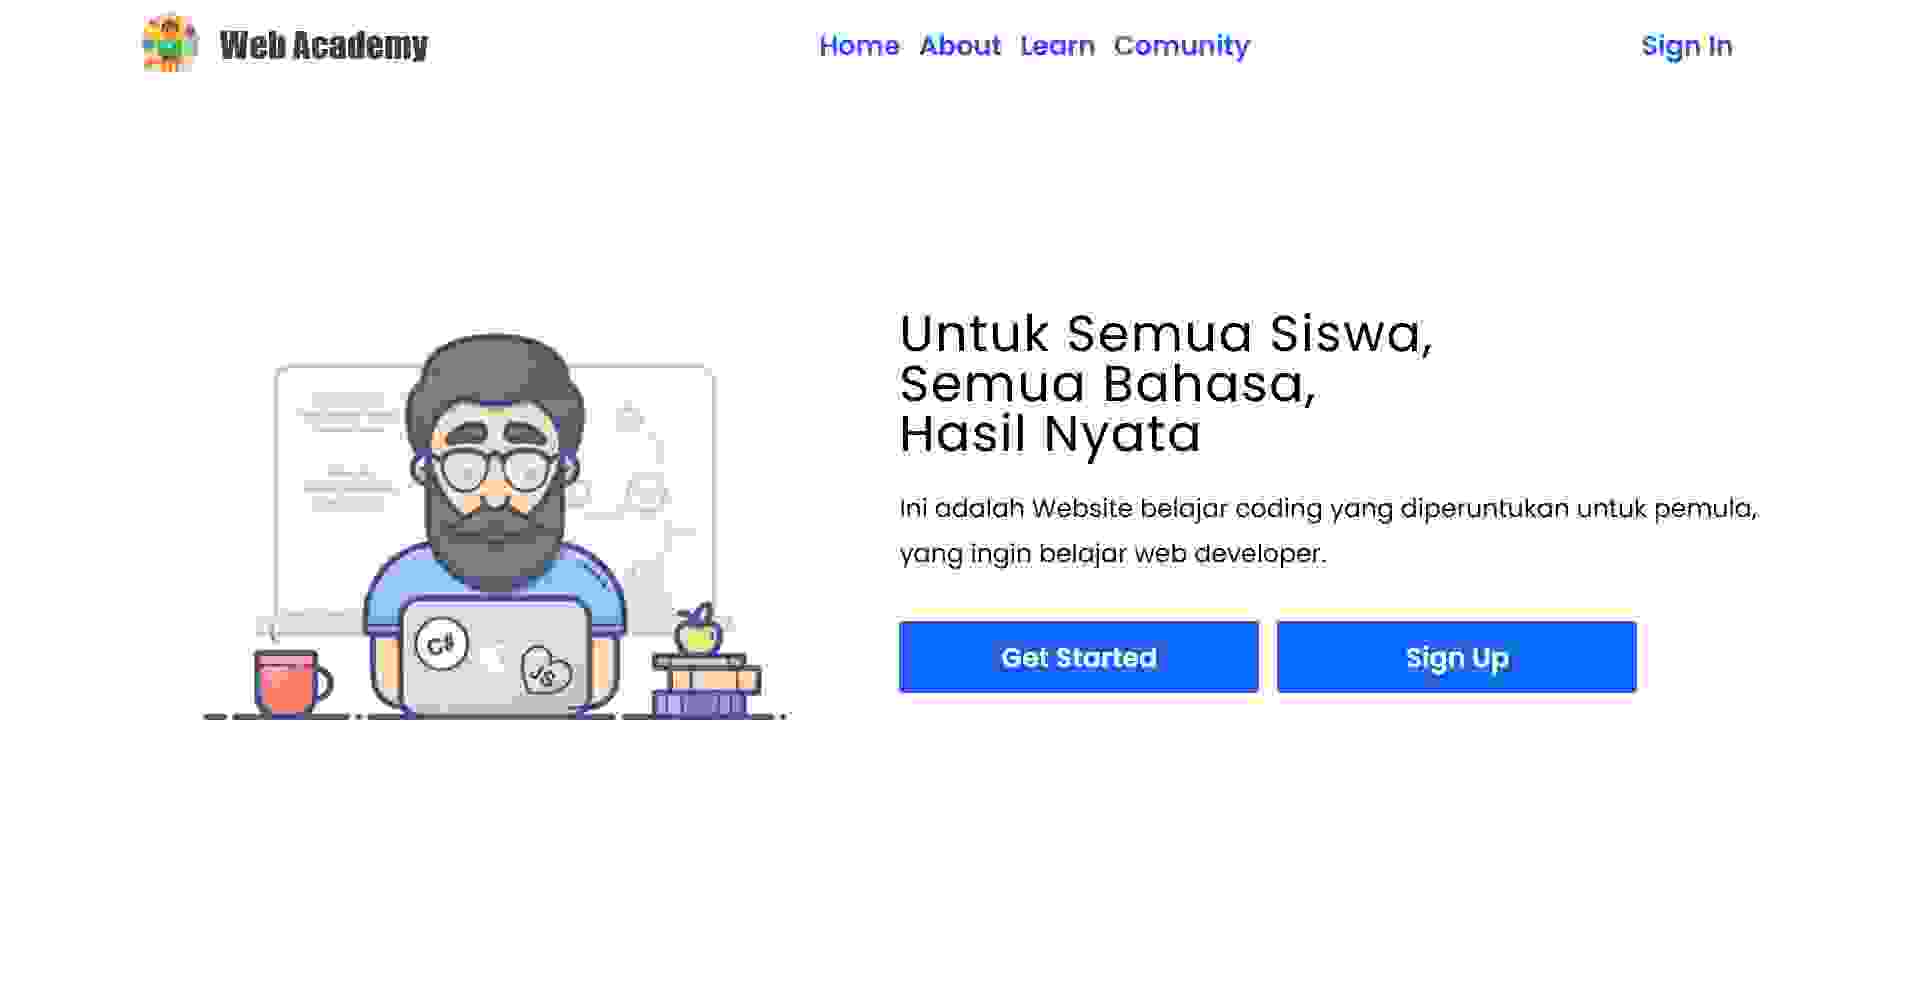 Web Academy
Home About Learn Comunity
Sign In
Untuk Semua Siswa,
Semua Bahasa,
Hasil Nyata
Ini adalah Website belajar coding yang diperuntukan untuk pemula,
yang ingin belajar web developer.
Get Started
Sign Up
C#
JS